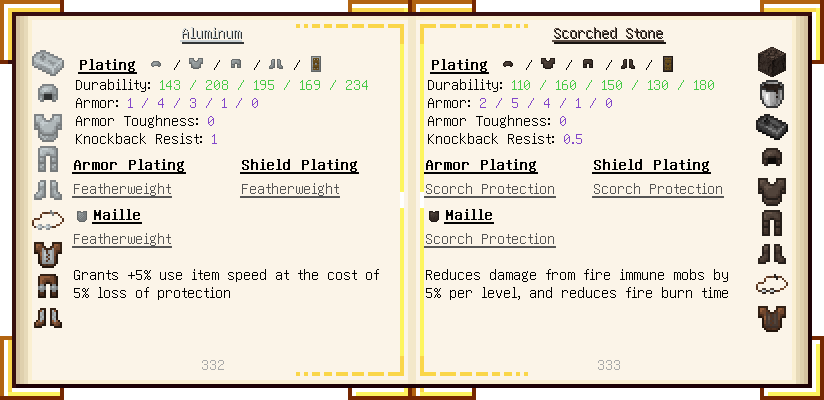 Aluminum
Plating / / / /
Durability: 143 / 208 / 195 / 169 / 234
Armor: 1 / 4 / 3 / 1 / 0
Armor Toughness: 0
Knockback Resist: 1
Armor Plating Shield Plating
Featherweight Featherweight
Maille
Featherweight
Grants +5% use item speed at the cost of
5% loss of protection
332
Scorched Stone
Plating / / / /
Durability: 110 / 160 / 150 / 130 / 180
Armor: 2 / 5 / 4 / 1 / 0
Armor Toughness: 0
Knockback Resist: 0.5
Armor Plating Shield Plating
Scorch Protection Scorch Protection
Maille
Scorch Protection
Reduces damage from fire immune mobs by
5% per level, and reduces fire burn time
333